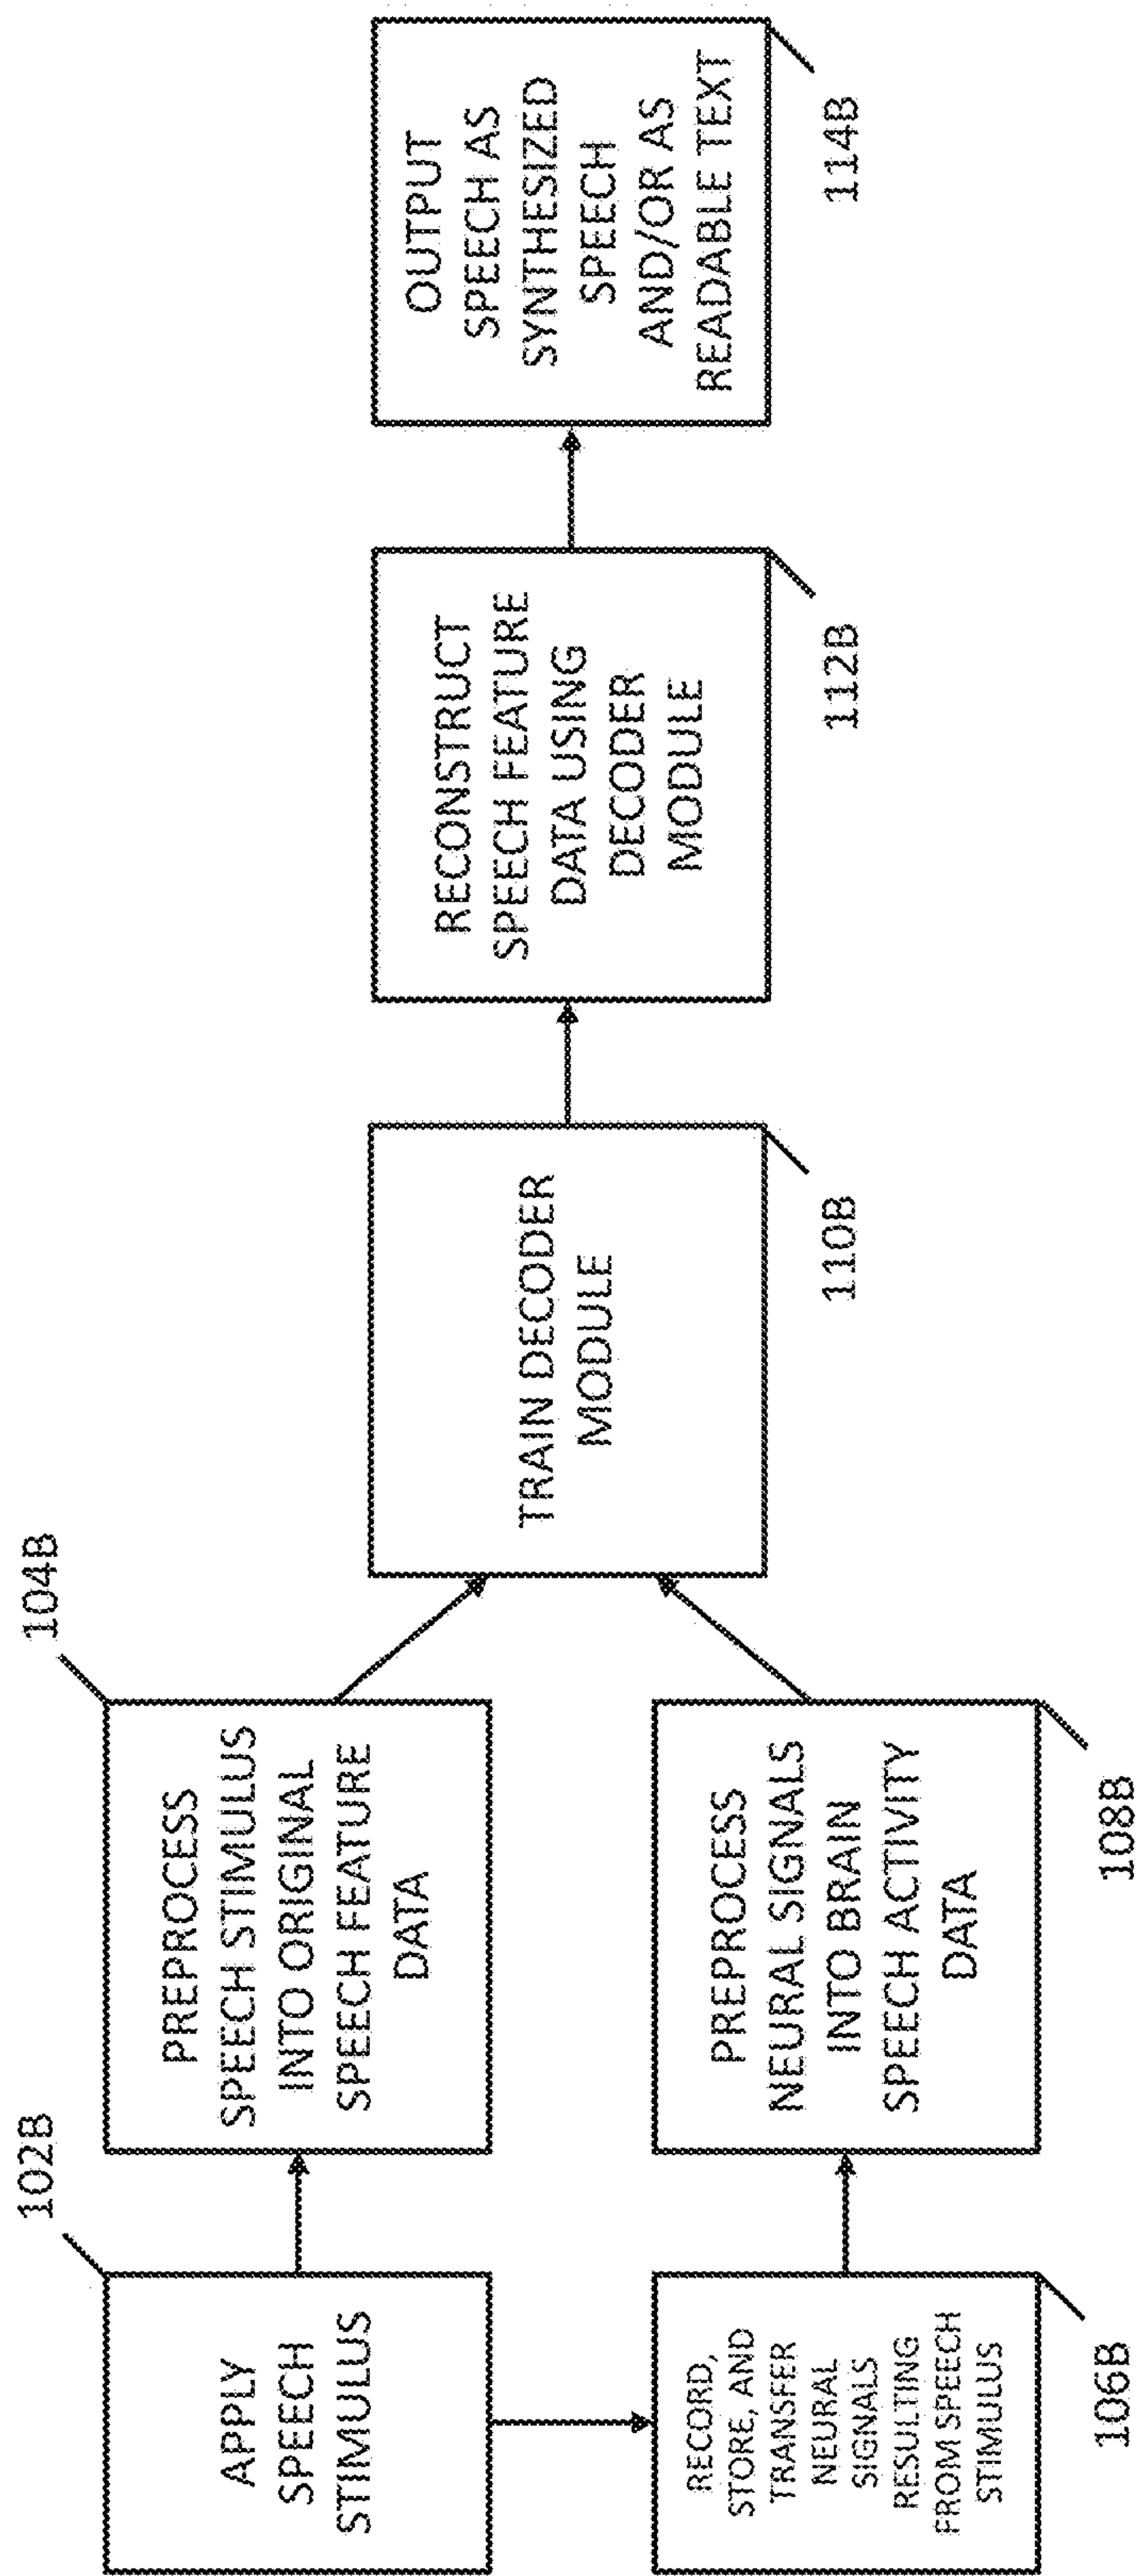 102B
APPLY
SPEECH
STIMULUS
104B
PREPROCESS
SPEECH STIMULUS
INTO ORIGINAL
SPEECH FEATURE
DATA
RECORD,
STORE, AND
TRANSFER
NEURAL
SIGNALS
RESULTING
FROM SPEECH
STIMULUS
106B
PREPROCESS
NEURAL SIGNALS
INTO BRAIN
SPEECH ACTIVITY
DATA
108B
TRAIN DECODER
MODULE
110B
RECONSTRUCT
SPEECH FEATURE
DATA USING
DECODER
MODULE
112B
OUTPUT
SPEECH AS
SYNTHESIZED
SPEECH
AND/OR AS
READABLE TEXT
114B